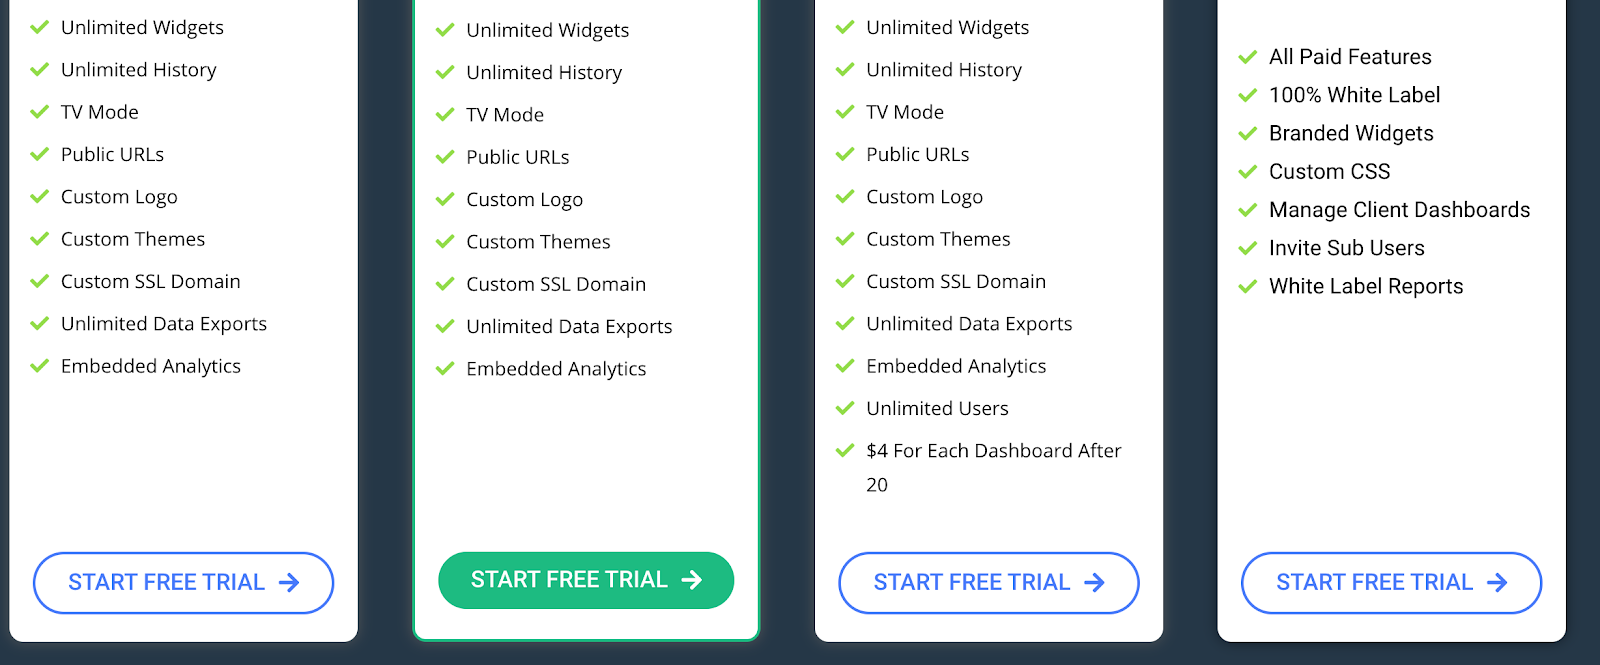 Unlimited Widgets
Unlimited History
TV Mode
Public URLs
Custom Logo
Custom Themes
Custom SSL Domain
Unlimited Data Exports
Embedded Analytics
START FREE TRIAL
Unlimited Widgets
Unlimited History
TV Mode
Public URLs
Custom Logo
Custom Themes
Custom SSL Domain
Unlimited Data Exports
Embedded Analytics
START FREE TRIAL
Unlimited Widgets
Unlimited History
TV Mode
Public URLs
Custom Logo
Custom Themes
Custom SSL Domain
Unlimited Data Exports
Embedded Analytics
Unlimited Users
$4 For Each Dashboard After
20
START FREE TRIAL
All Paid Features
100% White Label
Branded Widgets
Custom CSS
Manage Client Dashboards
Invite Sub Users
White Label Reports
START FREE TRIAL